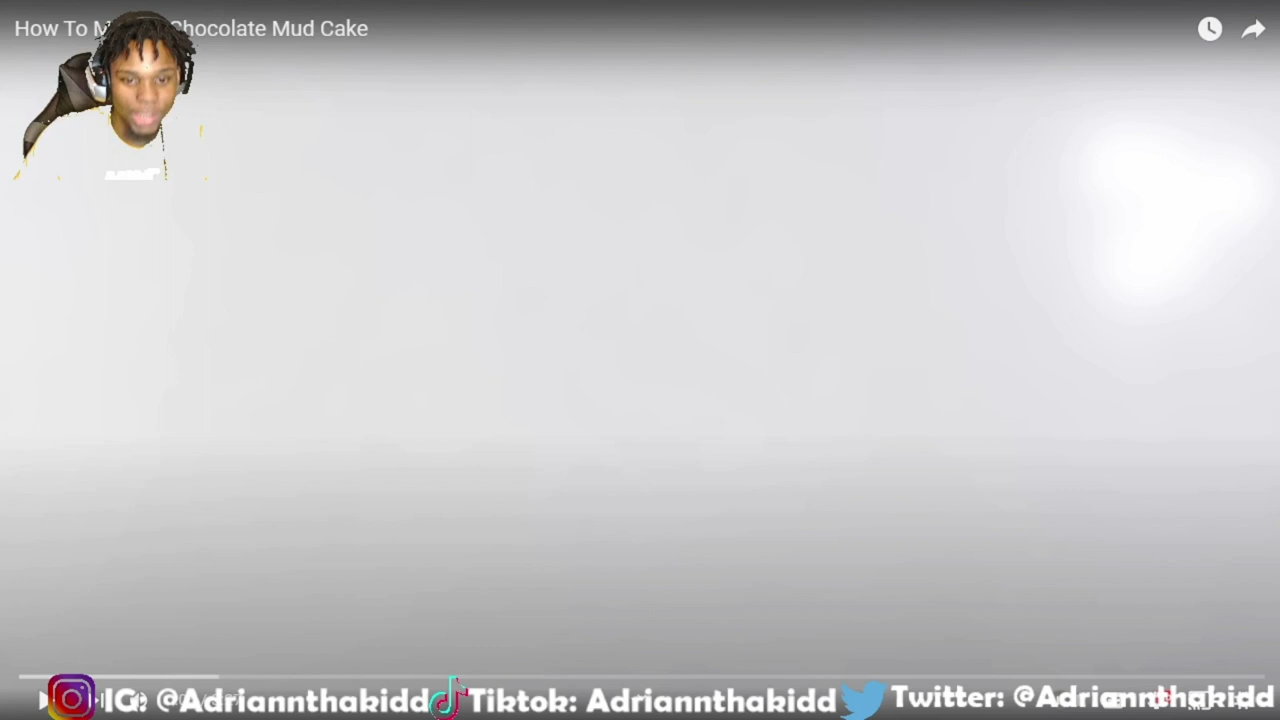 How To M Chocolate Mud Cake
IG: @Adriannthakidd Tiktok: Adriannthakidd Twitter: @Adriannthakidd